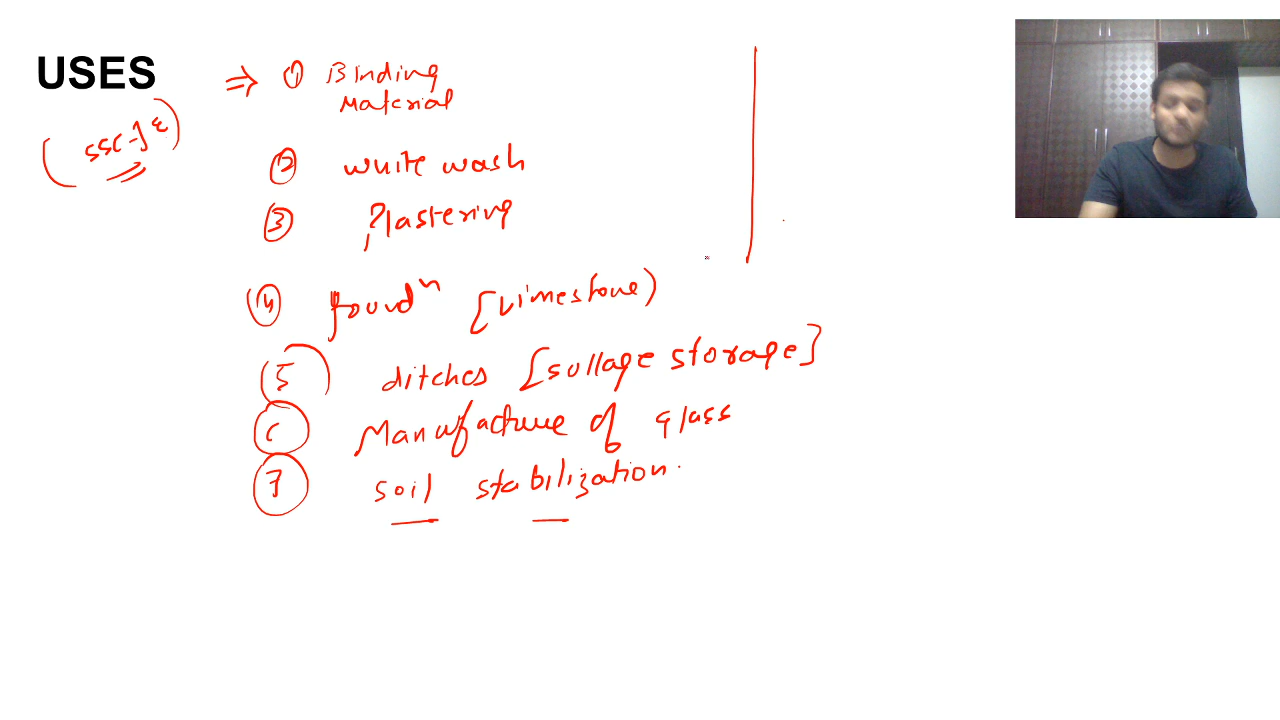 USES ⇒ ① Binding
Material
(SSC-JE)
② White wash
③ Plastering
④ foundⁿ [Limestone)
(5) ditches [sullage storage]
⑥ Manufacture of Glass
⑦ soil stabilization.